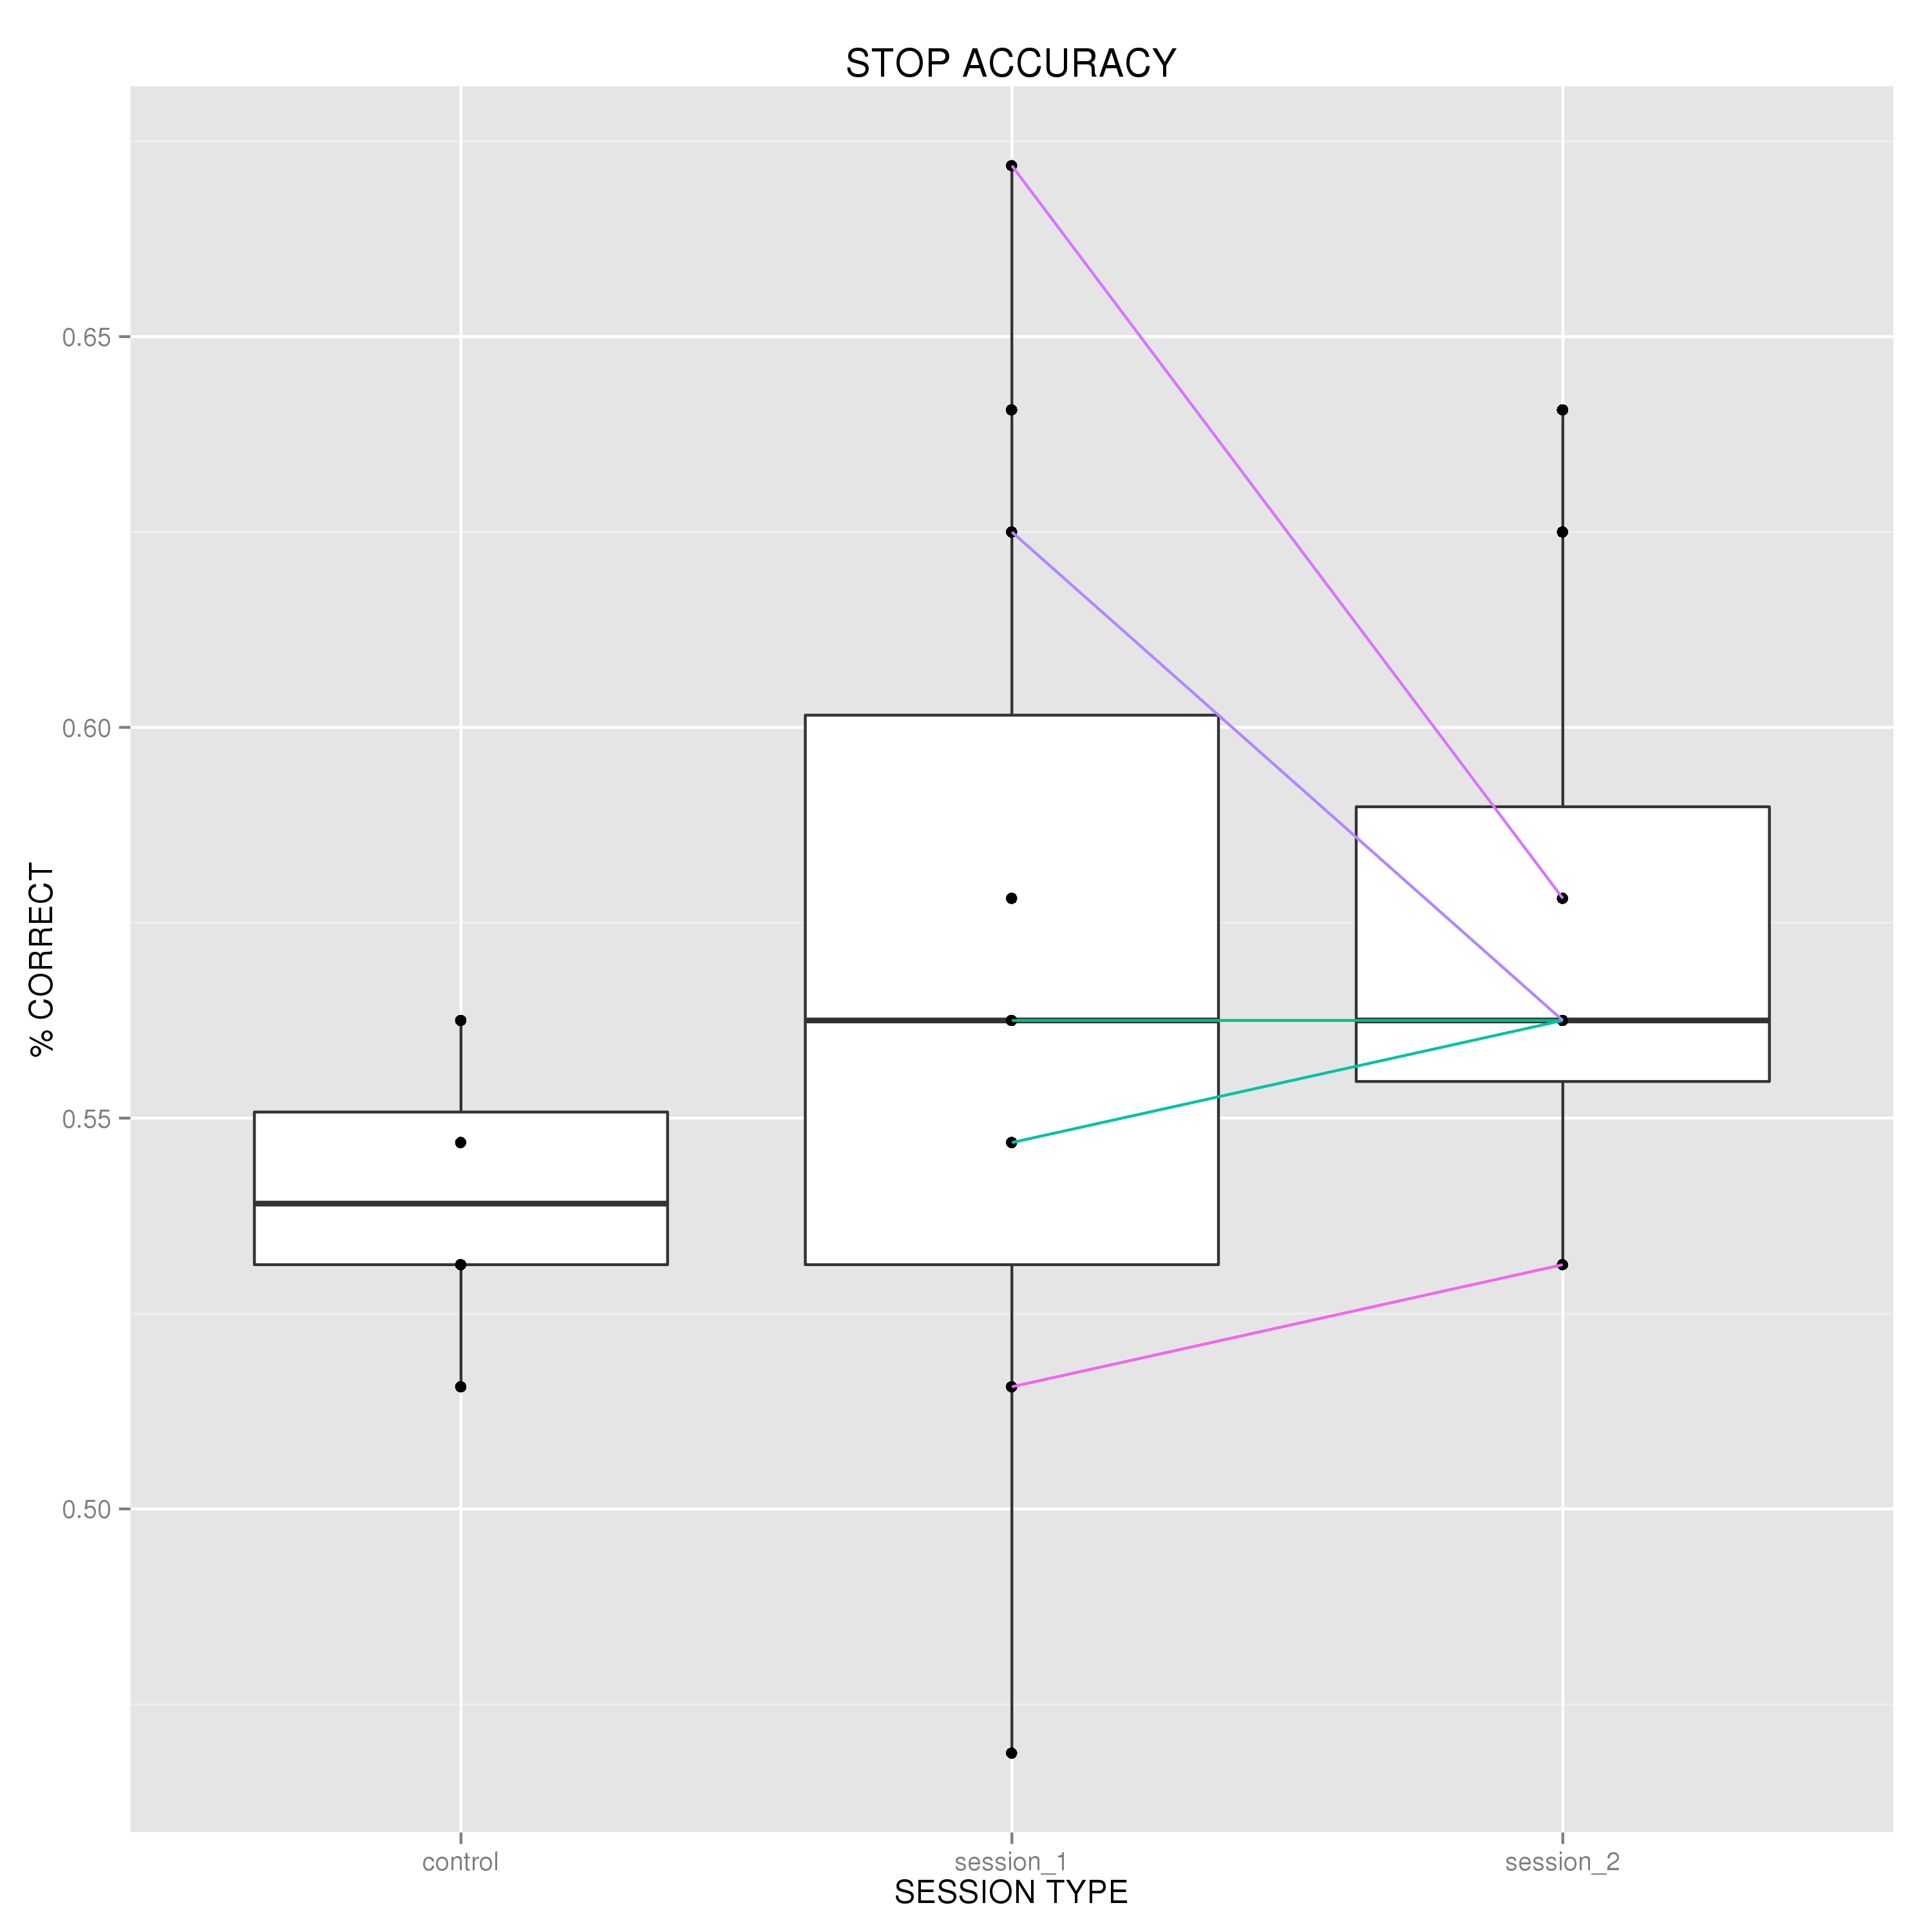 STOP ACCURACY
% CORRECT
0.65
0.60
0.55
0.50
control
session_1
session_2
SESSION TYPE